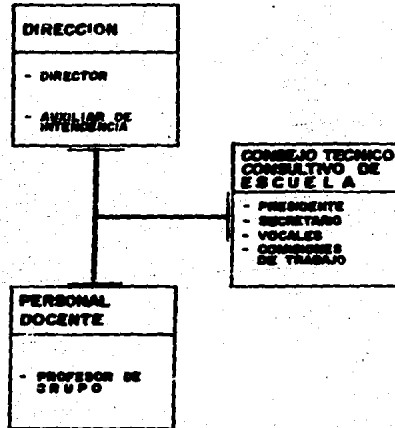 DIRECCION
- DIRECTOR
- AUXILIAR DE
INTENDENCIA
CONSEJO TECNICO
CONSULTIVO DE
ESCUELA
- PRESIDENTE
- SECRETARIO
- VOCALES
- COMISIONES
DE TRABAJO
PERSONAL
DOCENTE
- PROFESOR DE
GRUPO